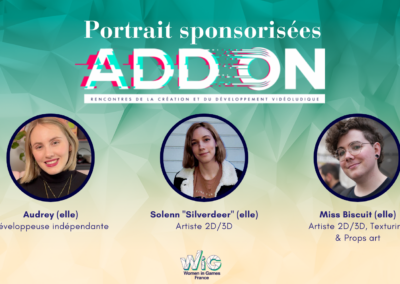 Portrait sponsorisées
ADD ON
RENCONTRES DE LA CRÉATION ET DU DÉVELOPPEMENT VIDÉOLUDIQUE
Audrey (elle)
éveloppeuse indépendante
Solenn "Silverdeer" (elle)
Artiste 2D/3D
Miss Biscuit (elle)
Artiste 2D/3D, Texturin
& Props art
WIG
Women in Games
France